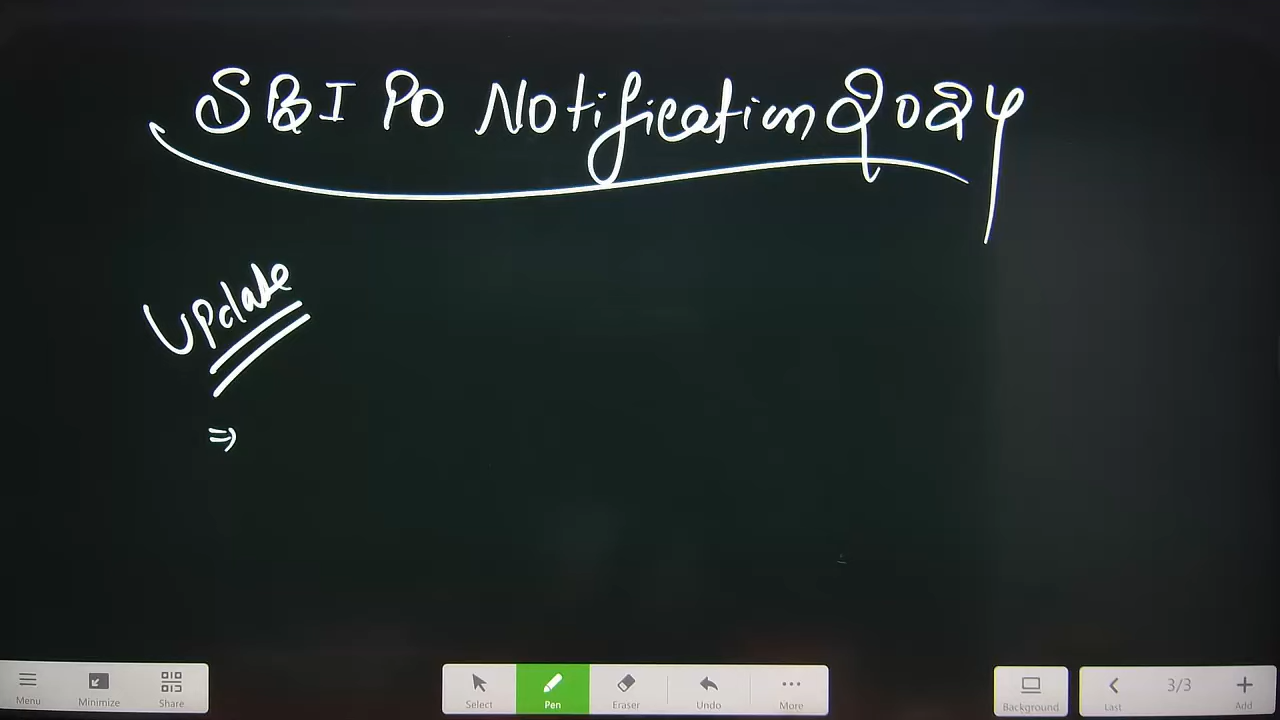 SBI PO Notification 2024
Update
⇒
Menu
Minimize
Share
Select
Pen
Eraser
Undo
More
Background
Last
3/3
Add